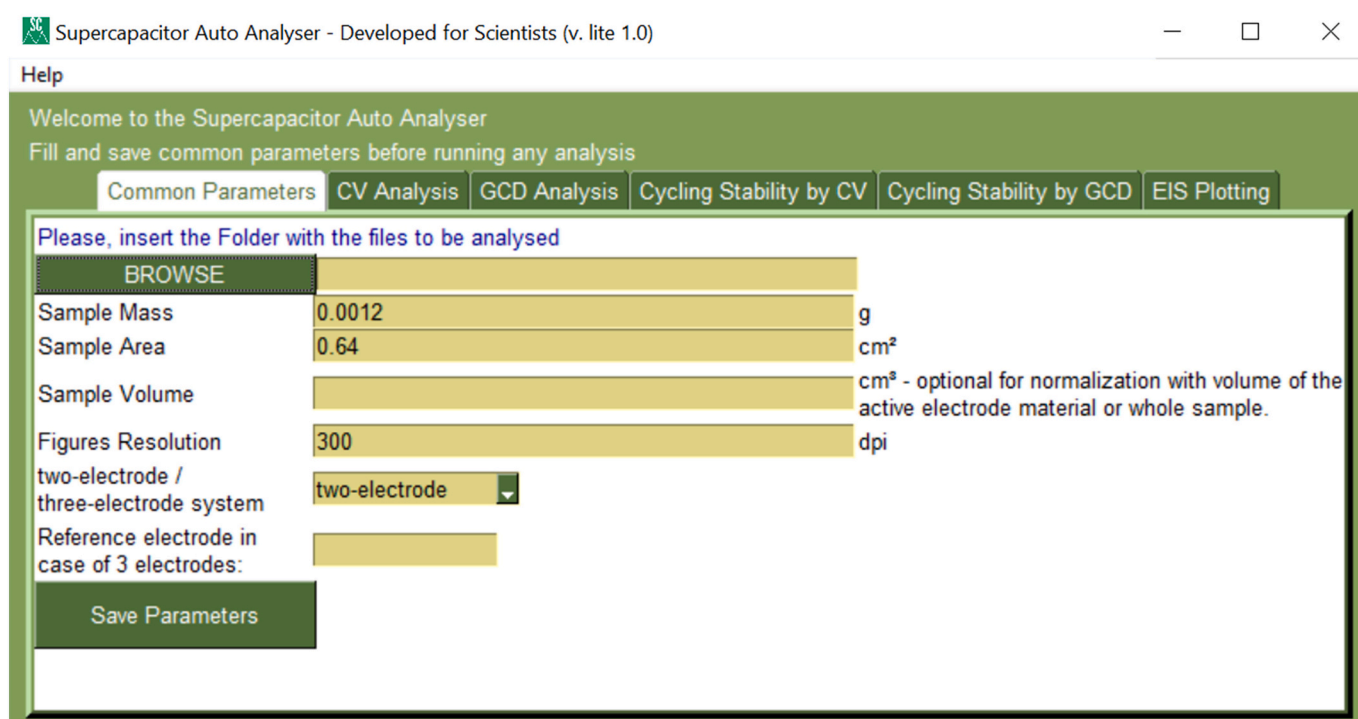 SC
Supercapacitor Auto Analyser - Developed for Scientists (v. lite 1.0)
Help
Welcome to the Supercapacitor Auto Analyser
Fill and save common parameters before running any analysis
Common Parameters CV Analysis GCD Analysis Cycling Stability by CV Cycling Stability by GCD EIS Plotting
Please, insert the Folder with the files to be analysed
BROWSE
Sample Mass 0.0012 g
Sample Area 0.64 cm²
Sample Volume cm³ - optional for normalization with volume of the
active electrode material or whole sample.
Figures Resolution 300 dpi
two-electrode /
three-electrode system two-electrode
Reference electrode in
case of 3 electrodes:
Save Parameters